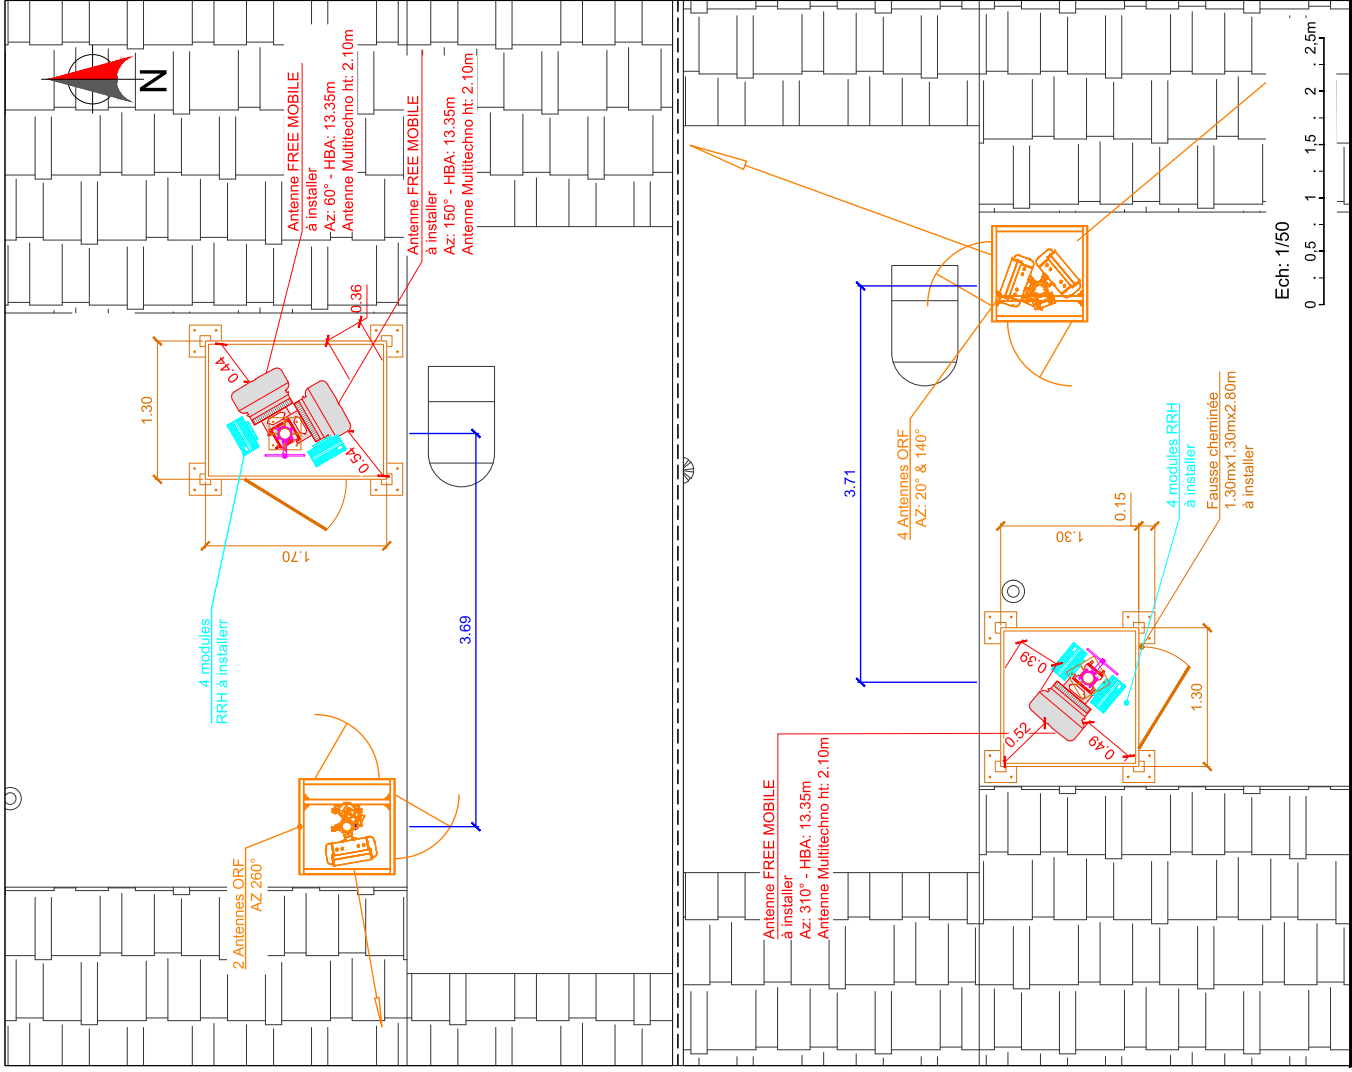 N
Antenne FREE MOBILE
à installer
Az: 60° - HBA: 13.35m
Antenne Multitechno ht: 2.10m
Antenne FREE MOBILE
à installer
Az: 150° - HBA: 13.35m
Antenne Multitechno ht: 2.10m
0.36
0.44
0.54
1.30
1.70
4 modules
RRH à installerr
3.69
2 Antennes ORF
AZ 260°
Ech: 1/50
0
0,5
1
1,5
2
2,5m
3.71
4 Antennes ORF
AZ: 20° & 140°
4 modules RRH
à installer
Fausse cheminée
1.30mx1.30mx2.80m
à installer
0.15
1.30
1.30
0.39
0.52
0.49
Antenne FREE MOBILE
à installer
Az: 310° - HBA: 13.35m
Antenne Multitechno ht: 2.10m